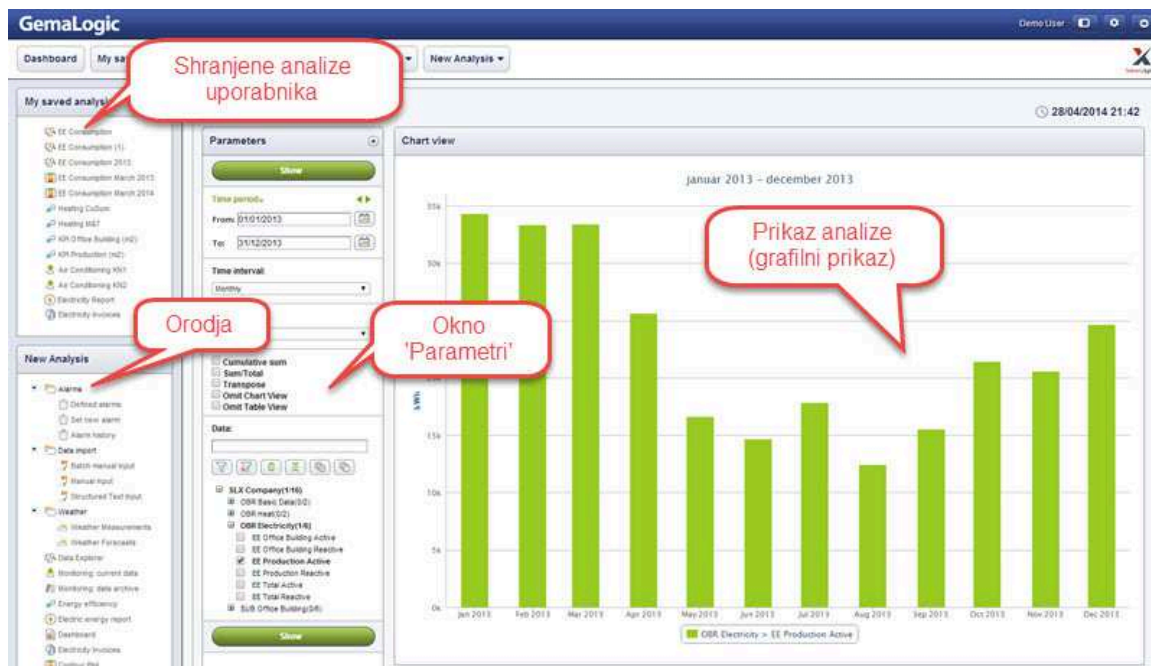 GemaLogic
Demo User
Dashboard
My sa
New Analysis
Shranjene analize
uporabnika
My saved analys
28/04/2014 21:42
EE Consumption
EE Consumption (1)
EE Consumption 2013
EE Consumption March 2013
EE Consumption March 2014
Heating CuSum
Heating M&T
KPI Office Building (m2)
KPI Production (m2)
Air Conditioning KN1
Air Conditioning KN2
Electricity Report
Electricity Invoices
Orodja
New Analysis
Alarms
Defined alarms
Set new alarm
Alarm history
Data import
Batch manual input
Manual input
Structured Text Input
Weather
Weather Measurements
Weather Forecasts
Data Explorer
Monitoring: current data
Monitoring: data archive
Energy efficiency
Electric energy report
Dashboard
Electricity Invoices
Parameters
Show
Time period:
From: 01/01/2013
To: 31/12/2013
Time interval:
Monthly
Okno
'Parametri'
Cumulative sum
Sum/Total
Transpose
Omit Chart View
Omit Table View
Data:
SLX Company(1/16)
OBR Basic Data(0/2)
OBR Heat(0/2)
OBR Electricity(1/6)
EE Office Building Active
EE Office Building Reactive
EE Production Active
EE Production Reactive
EE Total Active
EE Total Reactive
SUB Office Building(0/6)
Show
Chart view
januar 2013 – december 2013
Prikaz analize
(grafilni prikaz)
35k
30k
15k
10k
5k
0k
kWh
Jan 2013
Feb 2013
Mar 2013
Apr 2013
May 2013
Jun 2013
Jul 2013
Aug 2013
Sep 2013
Oct 2013
Nov 2013
Dec 2013
OBR Electricity > EE Production Active